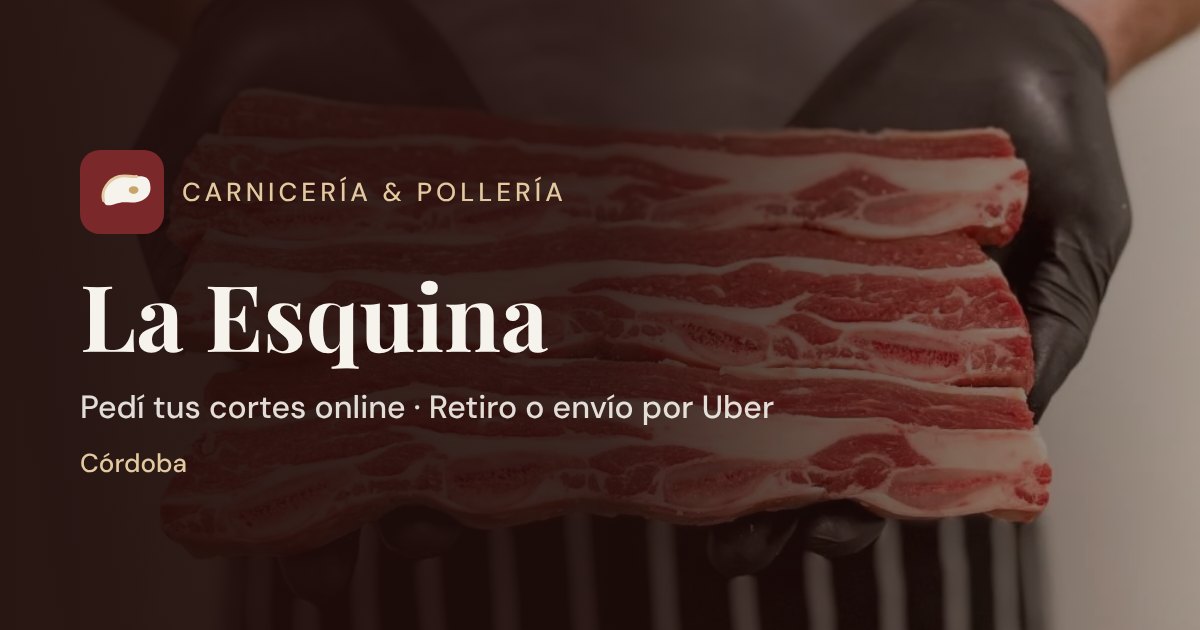 CARNICERÍA & POLLERÍA
La Esquina
Pedí tus cortes online · Retiro o envío por Uber
Córdoba